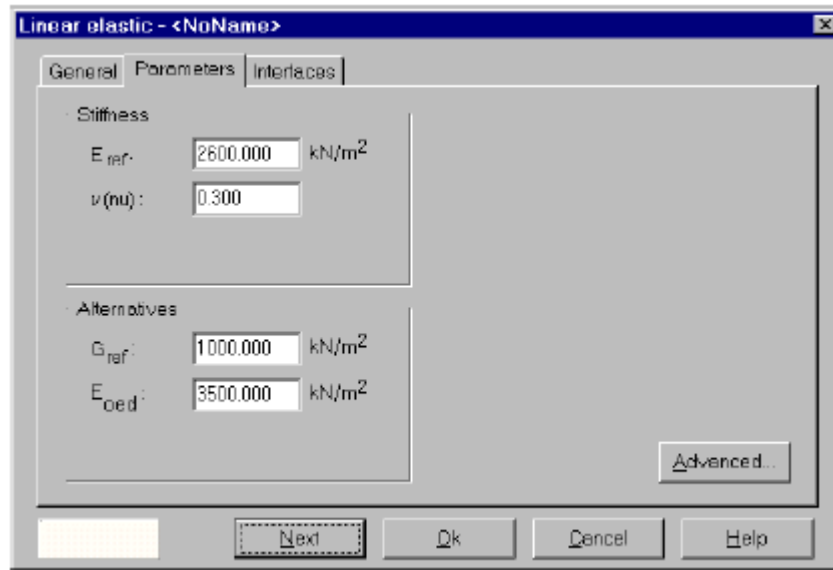 Linear elastic - <NoName>
General Parameters Interfaces
Stiffness
E ref. 2600.000 kN/m²
ν (nu) : 0.300
Alternatives
G ref : 1000.000 kN/m²
E oed : 3500.000 kN/m²
Advanced...
Next Ok Cancel Help